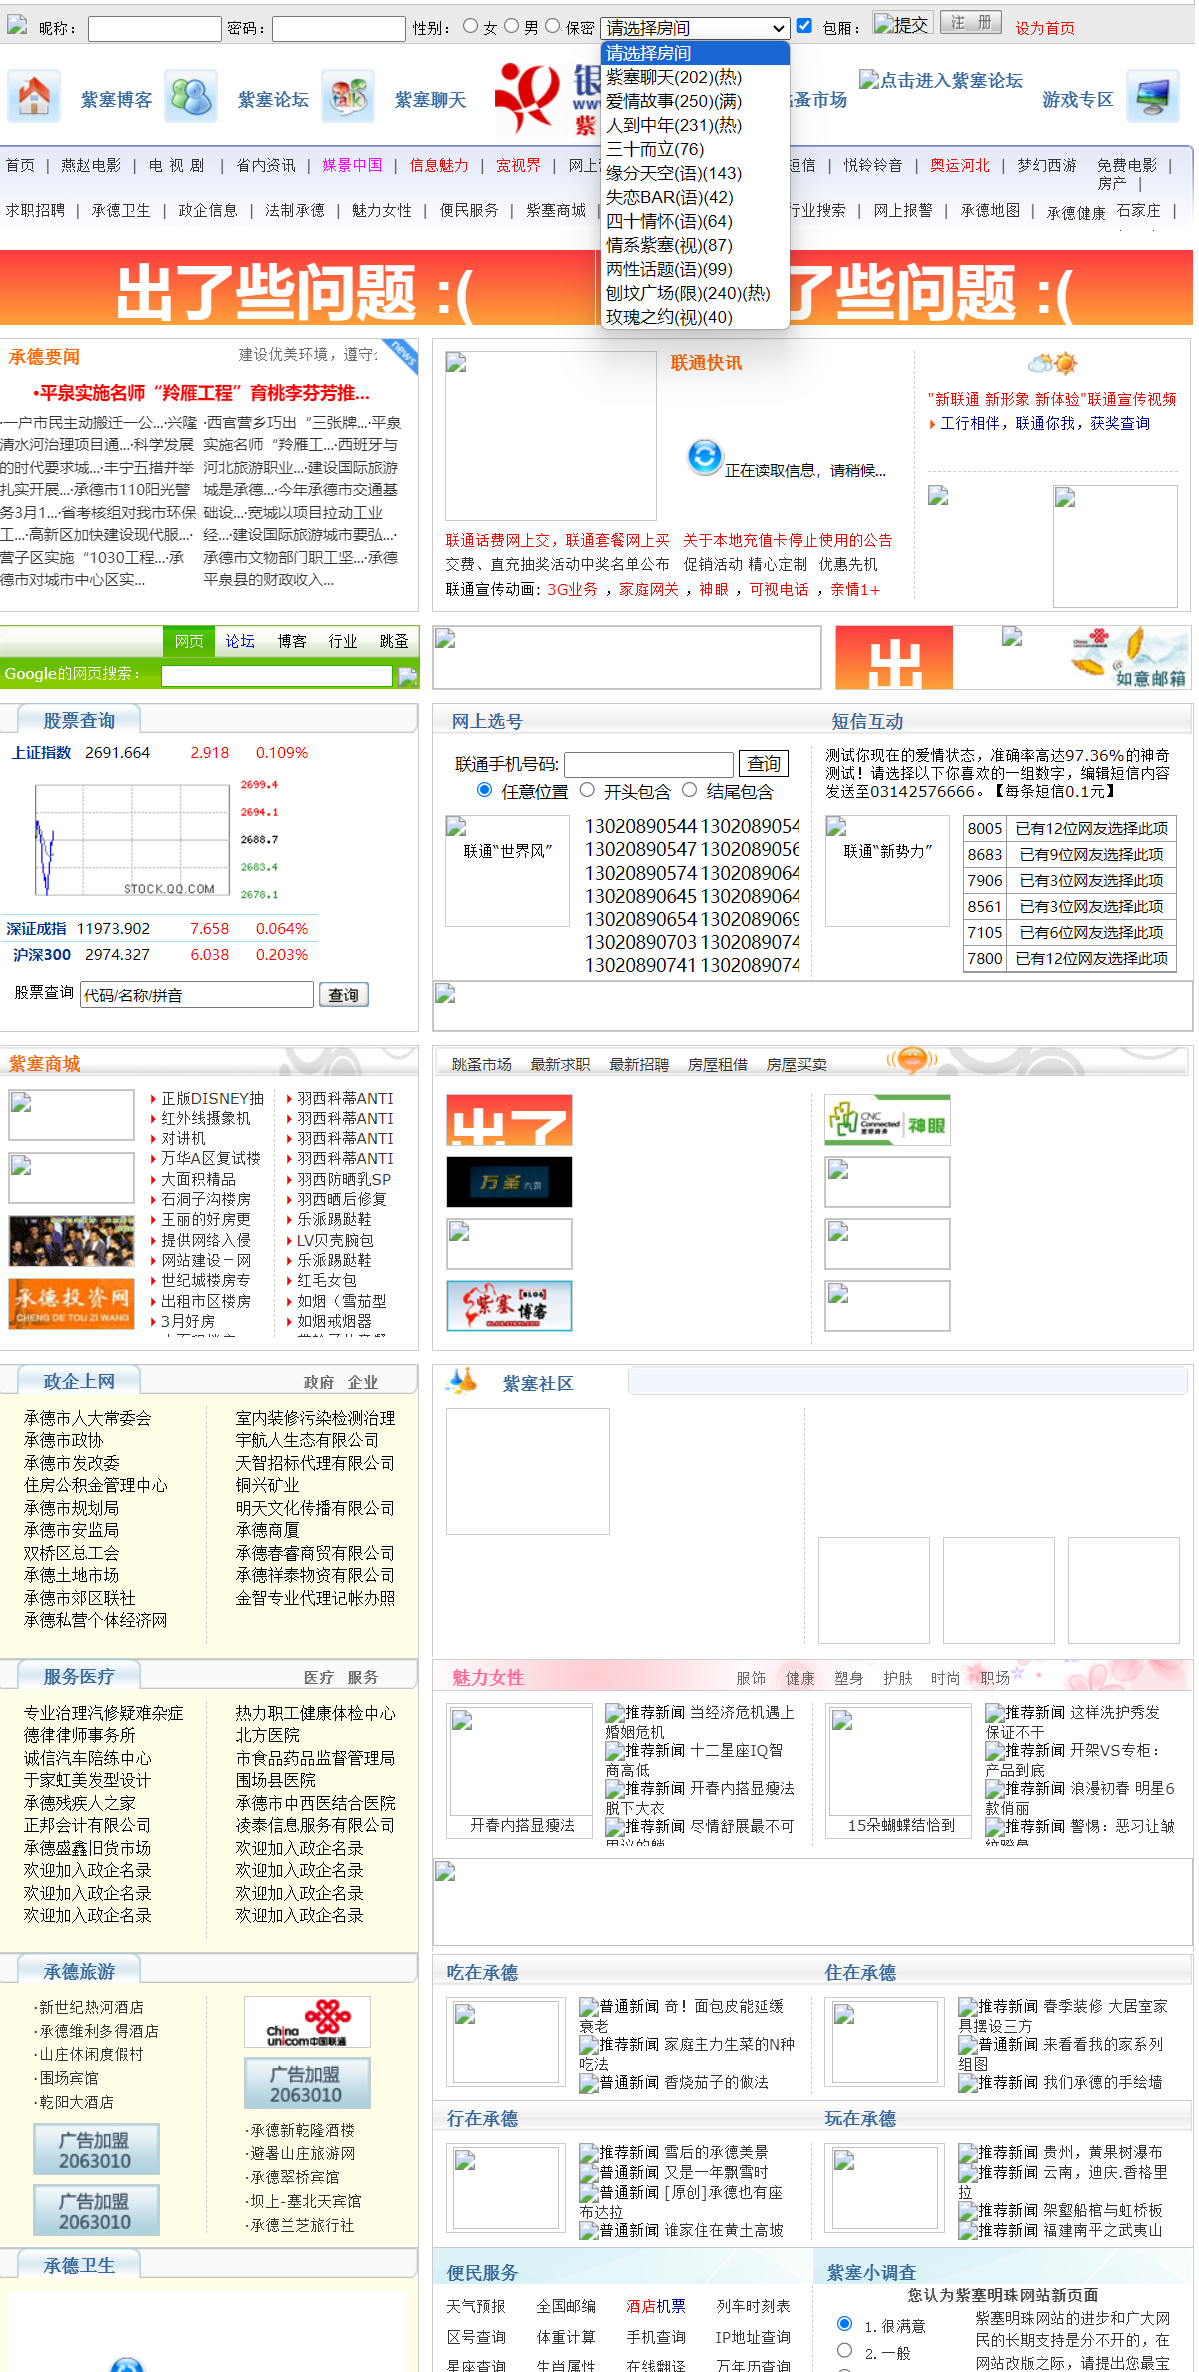 昵称： 密码： 性别： 女 男 保密 请选择房间 包厢： 提交 注 册 设为首页
请选择房间
紫塞聊天(202)(热)
爱情故事(250)(满)
人到中年(231)(热)
三十而立(76)
缘分天空(语)(143)
失恋BAR(语)(42)
四十情怀(语)(64)
情系紫塞(视)(87)
两性话题(语)(99)
刨坟广场(限)(240)(热)
玫瑰之约(视)(40)
紫塞博客 紫塞论坛 talk 紫塞聊天 银 www 紫 蚤市场 点击进入紫塞论坛 游戏专区
首页 | 燕赵电影 | 电 视 剧 | 省内资讯 | 媒景中国 | 信息魅力 | 宽视界 | 网上 短信 | 悦铃铃音 | 奥运河北 | 梦幻西游 免费电影 |
房产 |
求职招聘 | 承德卫生 | 政企信息 | 法制承德 | 魅力女性 | 便民服务 | 紫塞商城 | 行业搜索 | 网上报警 | 承德地图 | 承德健康 石家庄 |
出了些问题 :( 了些问题 :(
承德要闻 建设优美环境，遵守 news
·平泉实施名师“羚雁工程”育桃李芬芳推...
·一户市民主动搬迁一公...·兴隆
清水河治理项目通...·科学发展
的时代要求城...·丰宁五措并举
扎实开展...·承德市110阳光警
务3月1...·省考核组对我市环保
工...·高新区加快建设现代服...·
营子区实施“1030工程...·承
德市对城市中心区实...
·西官营乡巧出“三张牌...·平泉
实施名师“羚雁工...·西班牙与
河北旅游职业...·建设国际旅游
城是承德...·今年承德市交通基
础设...·宽城以项目拉动工业
经...·建设国际旅游城市要弘...·
承德市文物部门职工坚...·承德
平泉县的财政收入...
联通快讯
正在读取信息，请稍候...
联通话费网上交，联通套餐网上买 关于本地充值卡停止使用的公告
交费、直充抽奖活动中奖名单公布 促销活动 精心定制 优惠先机
联通宣传动画: 3G业务 ，家庭网关 ，神眼 ，可视电话 ，亲情1+
"新联通 新形象 新体验"联通宣传视频
工行相伴，联通你我，获奖查询
网页 论坛 博客 行业 跳蚤
Google的网页搜索：
出
China unicom中国联通 如意邮箱
股票查询
上证指数 2691.664 2.918 0.109%
2699.4
2694.1
2688.7
2683.4
2678.1
STOCK.QQ.COM
深证成指 11973.902 7.658 0.064%
沪深300 2974.327 6.038 0.203%
股票查询 代码/名称/拼音 查询
网上选号
联通手机号码: 查询
任意位置 开头包含 结尾包含
联通“世界风”
13020890544 1302089054
13020890547 1302089056
13020890574 1302089064
13020890645 1302089064
13020890654 1302089069
13020890703 1302089074
13020890741 1302089074
短信互动
测试你现在的爱情状态，准确率高达97.36%的神奇
测试！请选择以下你喜欢的一组数字，编辑短信内容
发送至03142576666。【每条短信0.1元】
联通“新势力”
8005 已有12位网友选择此项
8683 已有9位网友选择此项
7906 已有3位网友选择此项
8561 已有3位网友选择此项
7105 已有6位网友选择此项
7800 已有12位网友选择此项
紫塞商城
正版DISNEY抽
红外线摄象机
对讲机
万华A区复试楼
大面积精品
石洞子沟楼房
王丽的好房更
提供网络入侵
网站建设－网
世纪城楼房专
出租市区楼房
3月好房
羽西科蒂ANTI
羽西科蒂ANTI
羽西科蒂ANTI
羽西科蒂ANTI
羽西防晒乳SP
羽西晒后修复
乐派踢跶鞋
LV贝壳腕包
乐派踢跶鞋
红毛女包
如烟（雪茄型
如烟戒烟器
承德投资网
CHENG DE TOU ZI WANG
跳蚤市场 最新求职 最新招聘 房屋租借 房屋买卖
出了
万圣
紫塞博客 BLOG
CNC Connected 宽带商务 神眼
政企上网 政府 企业
承德市人大常委会
承德市政协
承德市发改委
住房公积金管理中心
承德市规划局
承德市安监局
双桥区总工会
承德土地市场
承德市郊区联社
承德私营个体经济网
室内装修污染检测治理
宇航人生态有限公司
天智招标代理有限公司
铜兴矿业
明天文化传播有限公司
承德商厦
承德春睿商贸有限公司
承德祥泰物资有限公司
金智专业代理记帐办照
紫塞社区
服务医疗 医疗 服务
专业治理汽修疑难杂症
德律律师事务所
诚信汽车陪练中心
于家虹美发型设计
承德残疾人之家
正邦会计有限公司
承德盛鑫旧货市场
欢迎加入政企名录
欢迎加入政企名录
欢迎加入政企名录
热力职工健康体检中心
北方医院
市食品药品监督管理局
围场县医院
承德市中西医结合医院
凌泰信息服务有限公司
欢迎加入政企名录
欢迎加入政企名录
欢迎加入政企名录
欢迎加入政企名录
魅力女性 服饰 健康 塑身 护肤 时尚 职场
开春内搭显瘦法
推荐新闻 当经济危机遇上
婚姻危机
推荐新闻 十二星座IQ智
商高低
推荐新闻 开春内搭显瘦法
脱下大衣
推荐新闻 尽情舒展最不可
思议的躺
15朵蝴蝶结恰到
推荐新闻 这样洗护秀发
保证不干
推荐新闻 开架VS专柜：
产品到底
推荐新闻 浪漫初春 明星6
款俏丽
推荐新闻 警惕：恶习让皱
承德旅游
·新世纪热河酒店
·承德维利多得酒店
·山庄休闲度假村
·围场宾馆
·乾阳大酒店
广告加盟
2063010
广告加盟
2063010
China unicom中国联通
广告加盟
2063010
·承德新乾隆酒楼
·避暑山庄旅游网
·承德翠桥宾馆
·坝上-塞北天宾馆
·承德兰芝旅行社
吃在承德
普通新闻 奇！面包皮能延缓
衰老
推荐新闻 家庭主力生菜的N种
吃法
普通新闻 香烧茄子的做法
住在承德
推荐新闻 春季装修 大居室家
具摆设三方
普通新闻 来看看我的家系列
组图
推荐新闻 我们承德的手绘墙
行在承德
推荐新闻 雪后的承德美景
普通新闻 又是一年飘雪时
普通新闻 [原创]承德也有座
布达拉
普通新闻 谁家住在黄土高坡
玩在承德
推荐新闻 贵州，黄果树瀑布
推荐新闻 云南，迪庆.香格里
拉
推荐新闻 架壑船棺与虹桥板
推荐新闻 福建南平之武夷山
承德卫生
便民服务
天气预报 全国邮编 酒店机票 列车时刻表
区号查询 体重计算 手机查询 IP地址查询
星座查询 生肖属性 在线翻译 万年历查询
紫塞小调查
您认为紫塞明珠网站新页面
1. 很满意
2. 一般
紫塞明珠网站的进步和广大网
民的长期支持是分不开的，在
网站改版之际，请提出您最宝